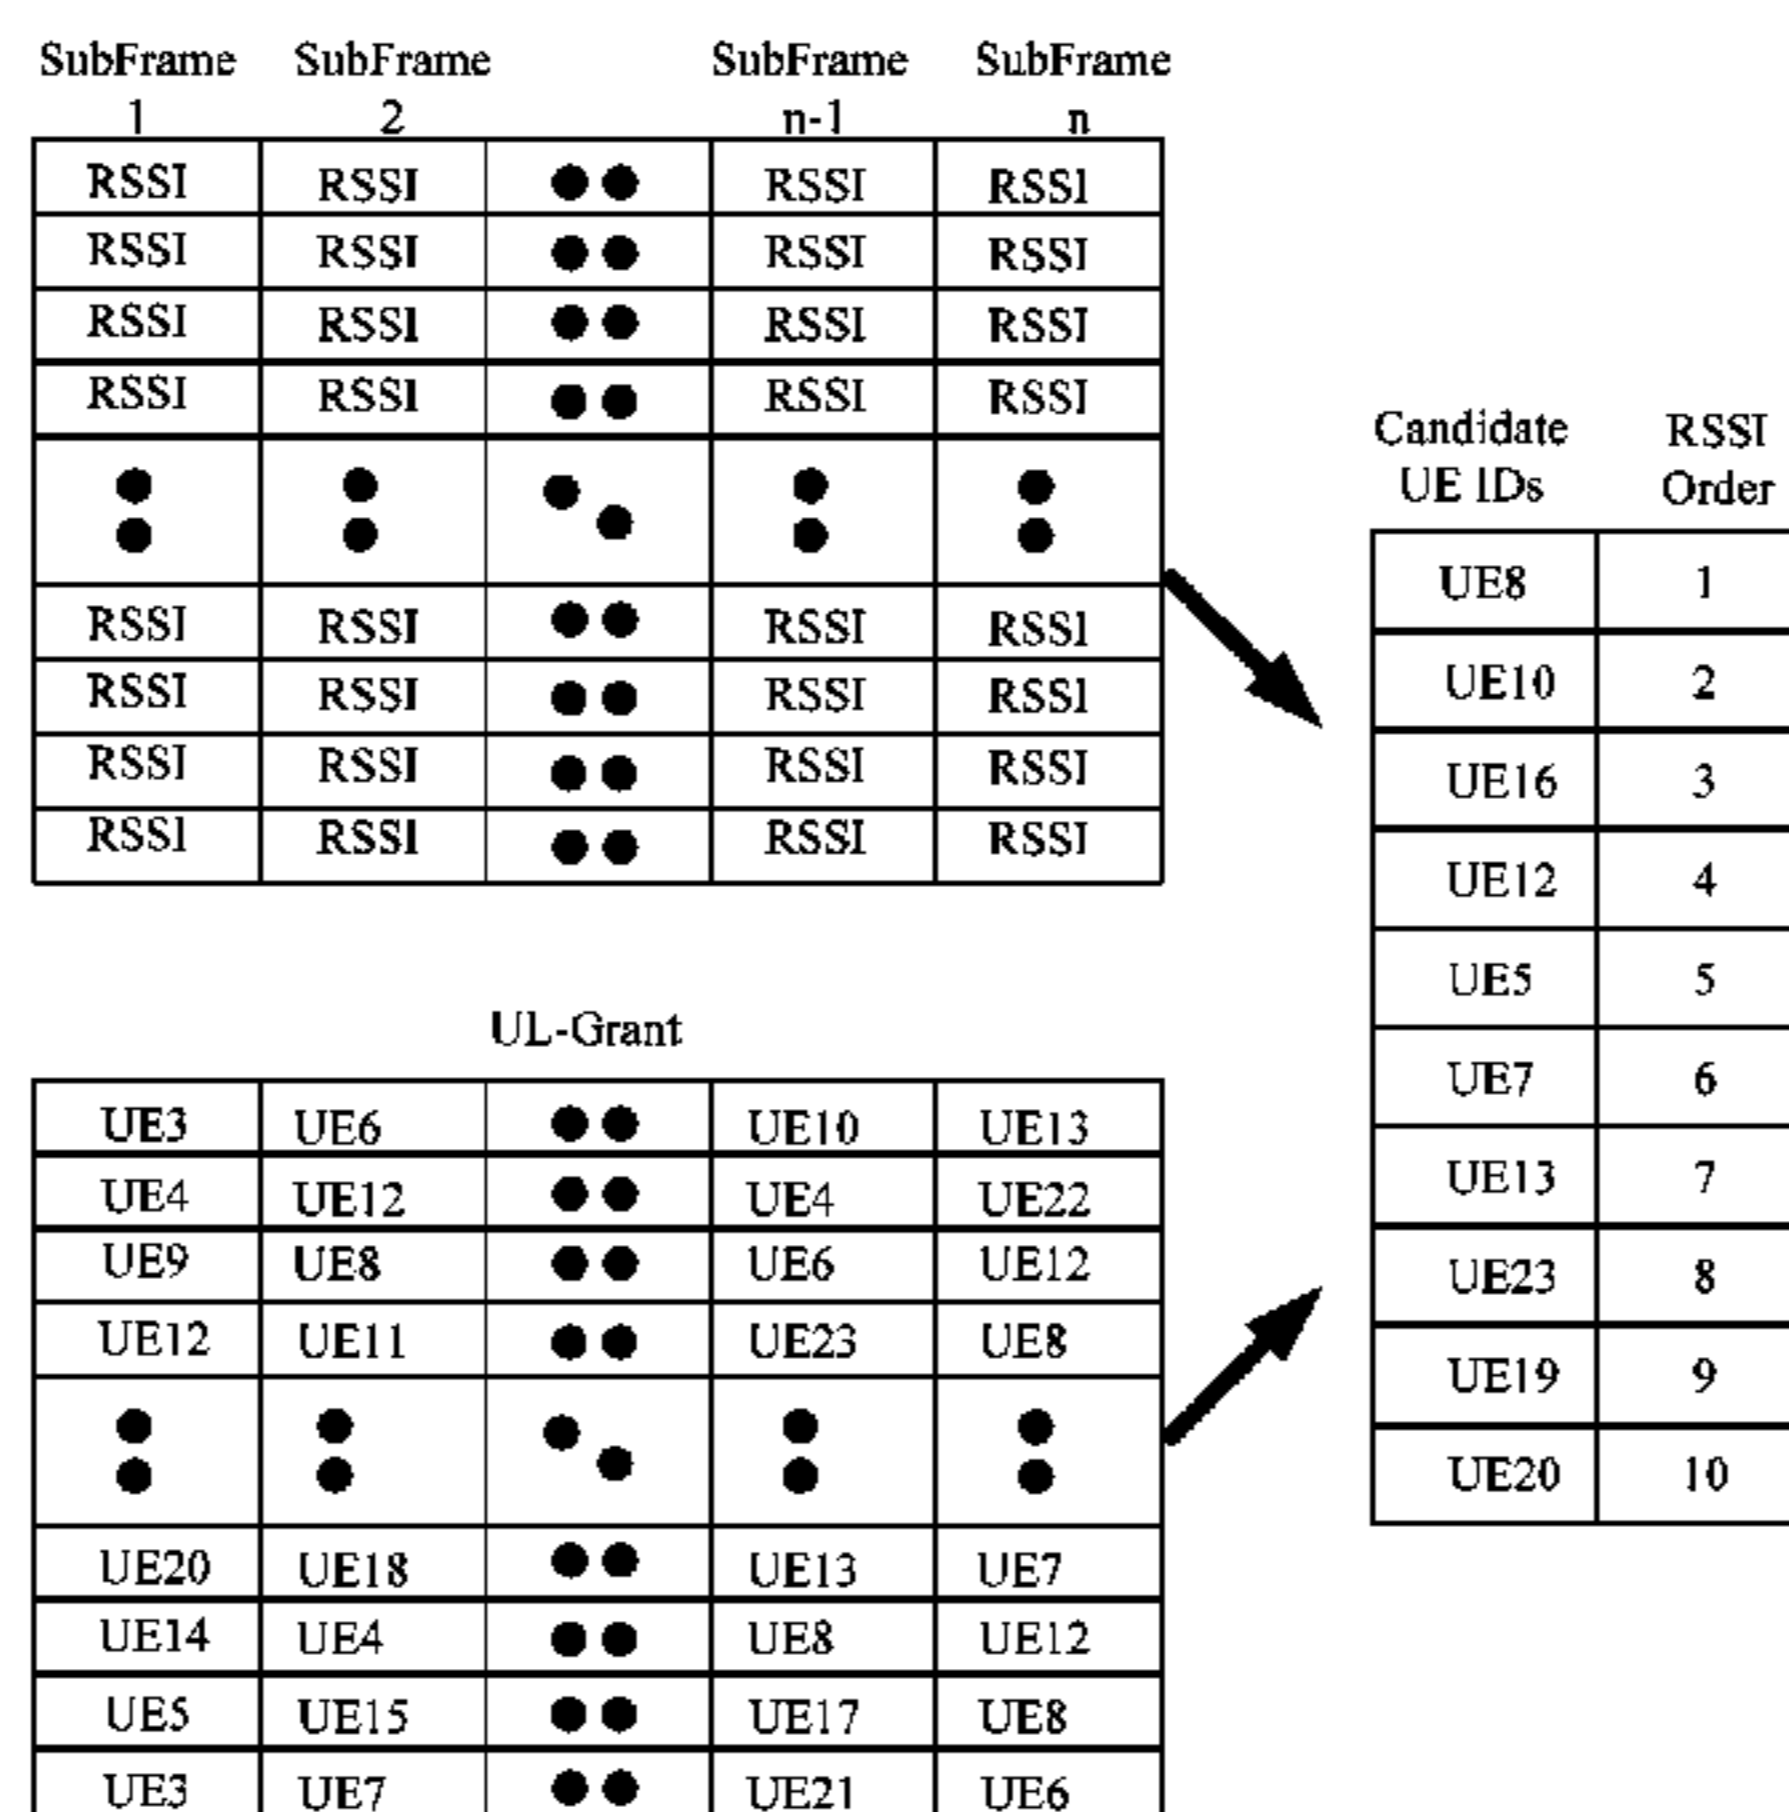 SubFrame 1 SubFrame 2 SubFrame n-1 SubFrame n
RSSI RSSI RSSI RSSI
RSSI RSSI RSSI RSSI
RSSI RSSI RSSI RSSI
RSSI RSSI RSSI RSSI
RSSI RSSI RSSI RSSI
RSSI RSSI RSSI RSSI
RSSI RSSI RSSI RSSI
RSSI RSSI RSSI RSSI
UL-Grant
UE3 UE6 UE10 UE13
UE4 UE12 UE4 UE22
UE9 UE8 UE6 UE12
UE12 UE11 UE23 UE8
UE20 UE18 UE13 UE7
UE14 UE4 UE8 UE12
UE5 UE15 UE17 UE8
UE3 UE7 UE21 UE6
Candidate UE IDs RSSI Order
UE8 1
UE10 2
UE16 3
UE12 4
UE5 5
UE7 6
UE13 7
UE23 8
UE19 9
UE20 10